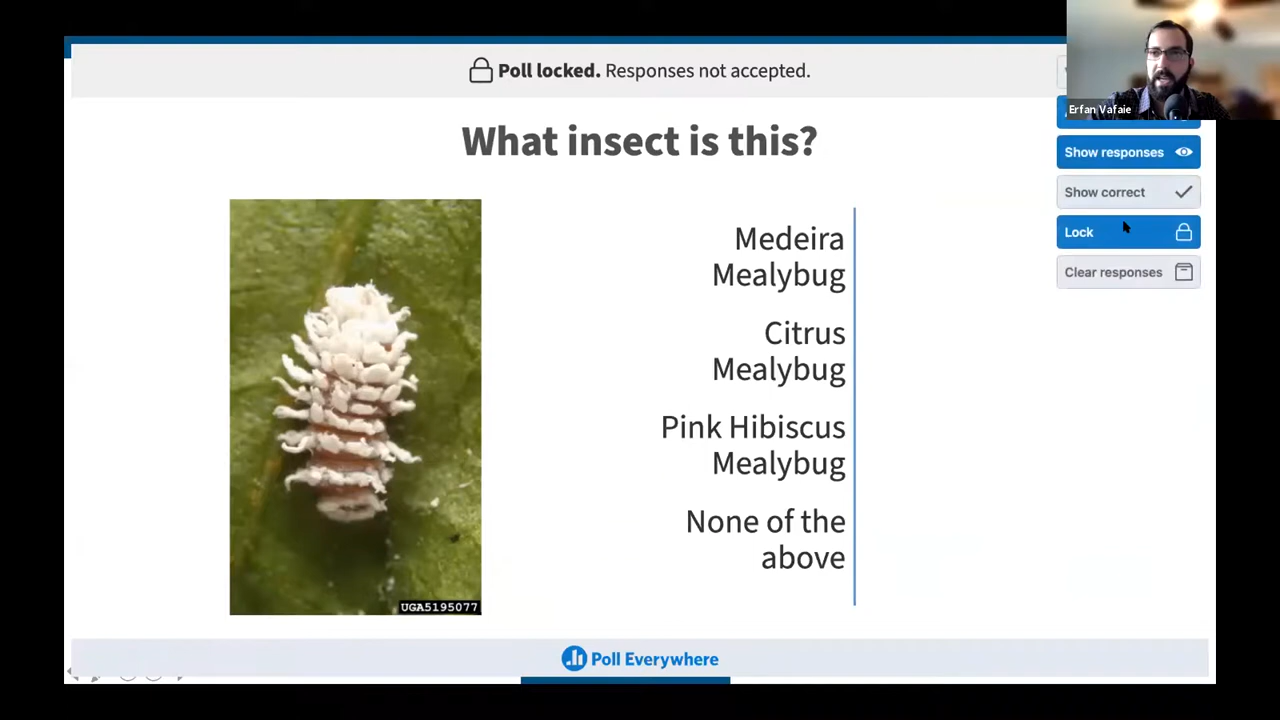 Poll locked. Responses not accepted.
Erfan Vafaie
What insect is this?
Show responses
Show correct
Lock
Clear responses
Medeira
Mealybug
Citrus
Mealybug
Pink Hibiscus
Mealybug
None of the
above
UGA5195077
Poll Everywhere